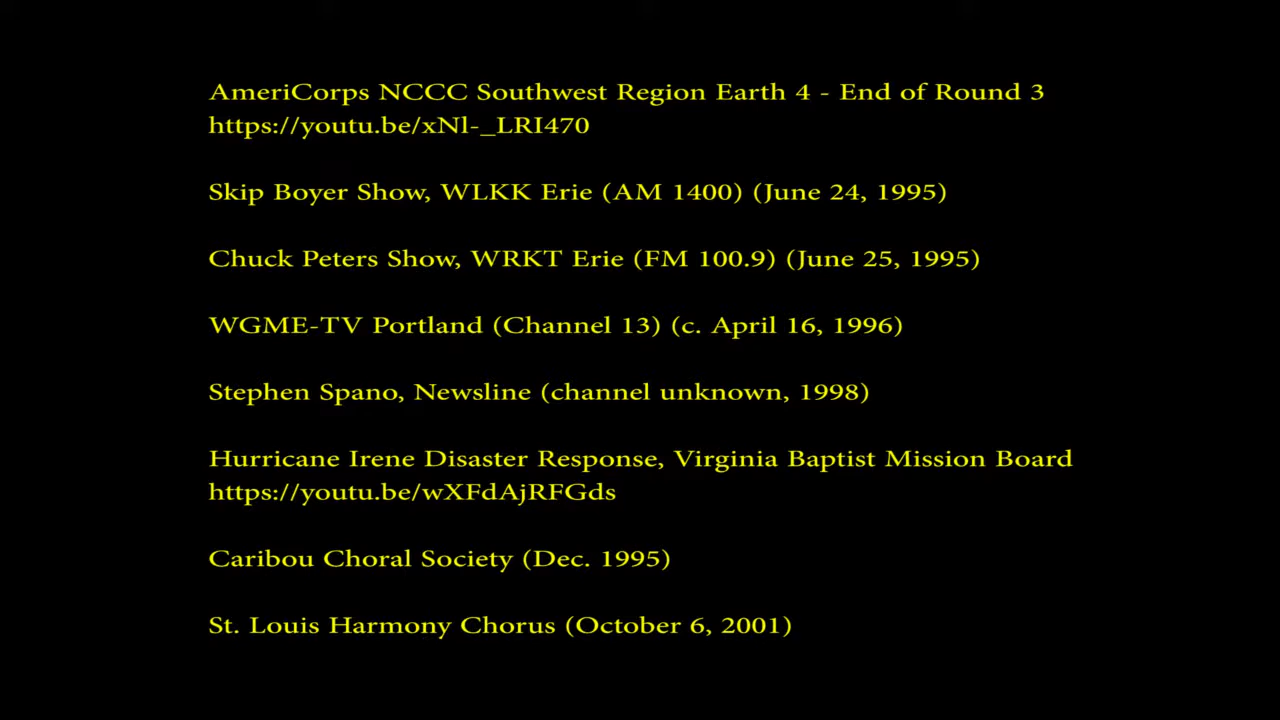 AmeriCorps NCCC Southwest Region Earth 4 - End of Round 3
https://youtu.be/xNl-_LRI470
Skip Boyer Show, WLKK Erie (AM 1400) (June 24, 1995)
Chuck Peters Show, WRKT Erie (FM 100.9) (June 25, 1995)
WGME-TV Portland (Channel 13) (c. April 16, 1996)
Stephen Spano, Newsline (channel unknown, 1998)
Hurricane Irene Disaster Response, Virginia Baptist Mission Board
https://youtu.be/wXFdAjRFGds
Caribou Choral Society (Dec. 1995)
St. Louis Harmony Chorus (October 6, 2001)